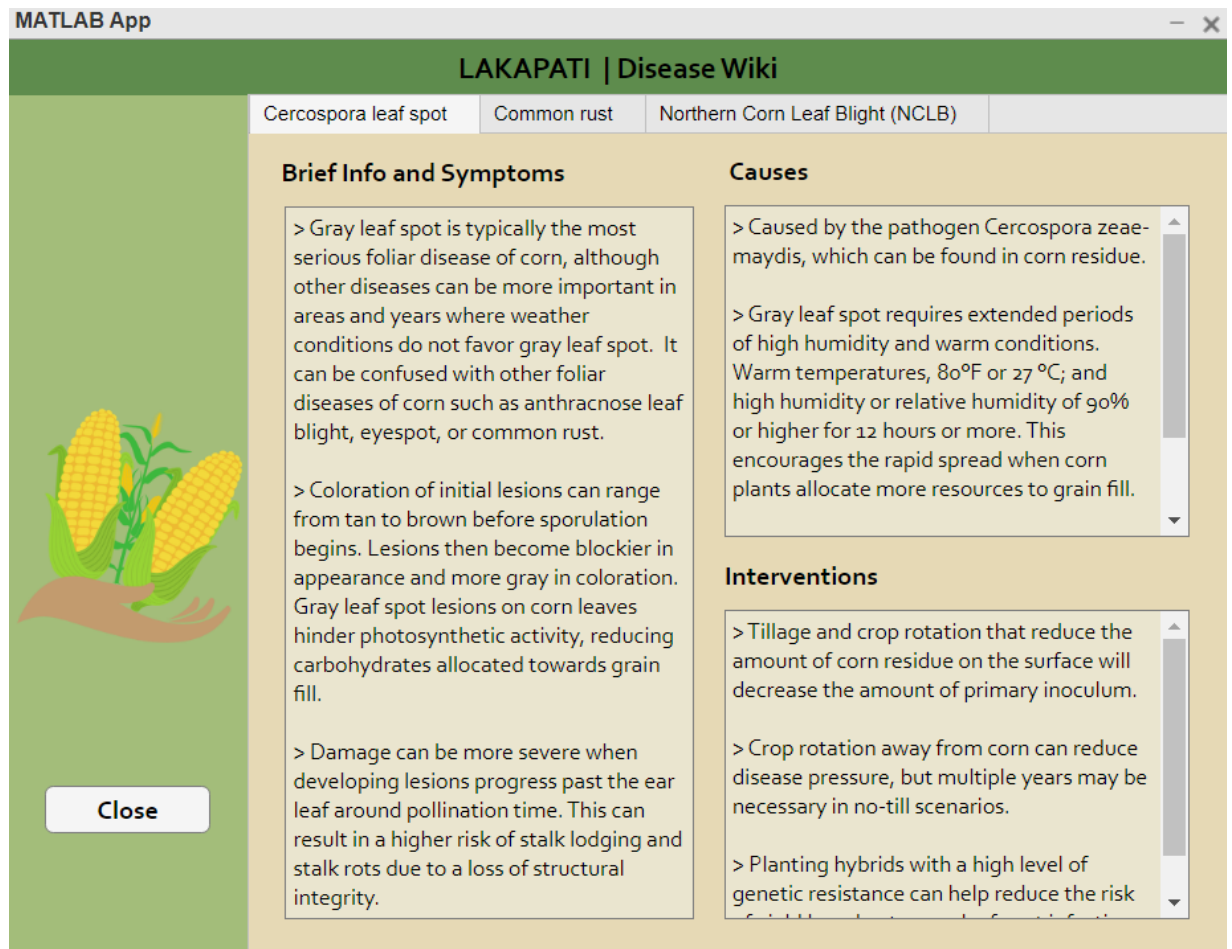 MATLAB App
LAKAPATI | Disease Wiki
Cercospora leaf spot
Common rust
Northern Corn Leaf Blight (NCLB)
Brief Info and Symptoms
> Gray leaf spot is typically the most
serious foliar disease of corn, although
other diseases can be more important in
areas and years where weather
conditions do not favor gray leaf spot.  It
can be confused with other foliar
diseases of corn such as anthracnose leaf
blight, eyespot, or common rust.
> Coloration of initial lesions can range
from tan to brown before sporulation
begins. Lesions then become blockier in
appearance and more gray in coloration.
Gray leaf spot lesions on corn leaves
hinder photosynthetic activity, reducing
carbohydrates allocated towards grain
fill.
> Damage can be more severe when
developing lesions progress past the ear
leaf around pollination time. This can
result in a higher risk of stalk lodging and
stalk rots due to a loss of structural
integrity.
Causes
> Caused by the pathogen Cercospora zeae-
maydis, which can be found in corn residue.
> Gray leaf spot requires extended periods
of high humidity and warm conditions.
Warm temperatures, 80ºF or 27 ºC; and
high humidity or relative humidity of 90%
or higher for 12 hours or more. This
encourages the rapid spread when corn
plants allocate more resources to grain fill.
Interventions
> Tillage and crop rotation that reduce the
amount of corn residue on the surface will
decrease the amount of primary inoculum.
> Crop rotation away from corn can reduce
disease pressure, but multiple years may be
necessary in no-till scenarios.
> Planting hybrids with a high level of
genetic resistance can help reduce the risk
Close